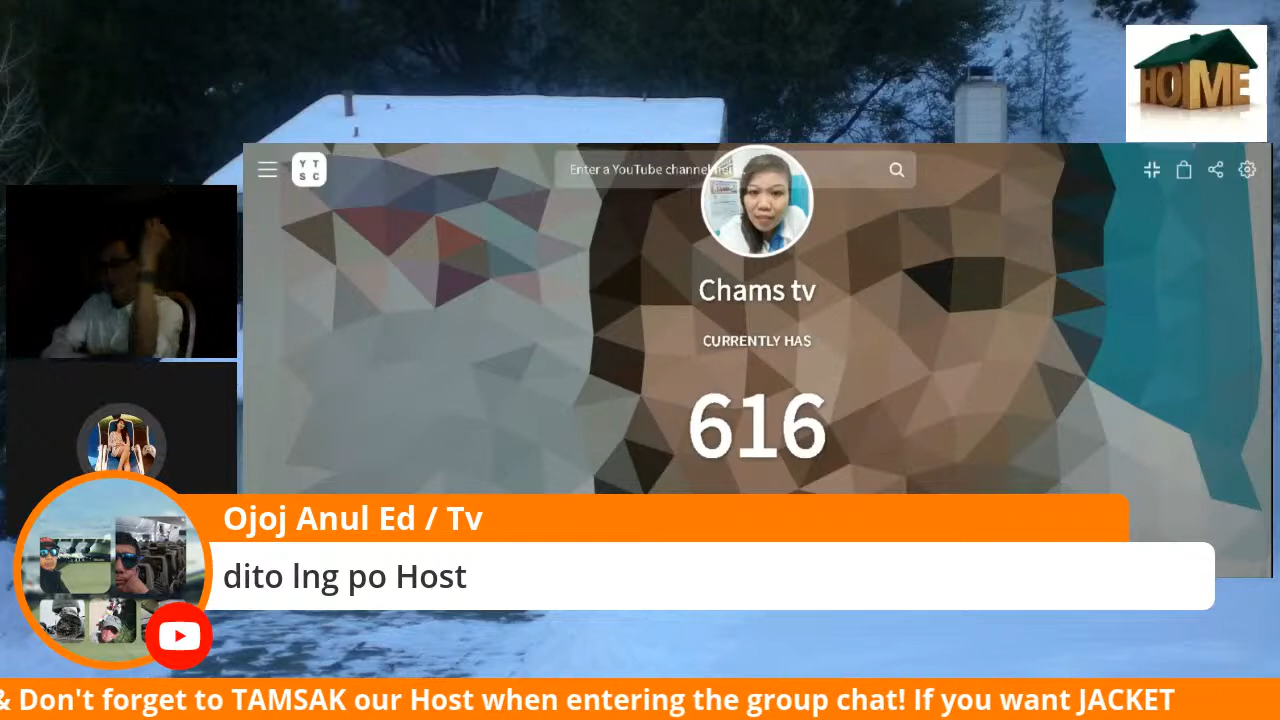 HOME
Y T
S C
Enter a YouTube channel
Chams tv
CURRENTLY HAS
616
Ojoj Anul Ed / Tv
dito lng po Host
& Don't forget to TAMSAK our Host when entering the group chat! If you want JACKET